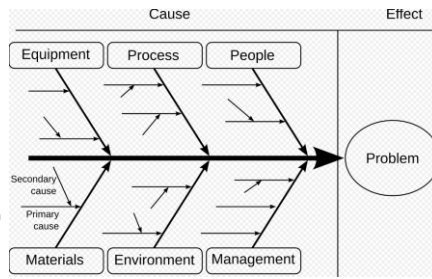 Cause
Effect
Equipment
Process
People
Problem
Secondary
cause
Primary
cause
Materials
Environment
Management